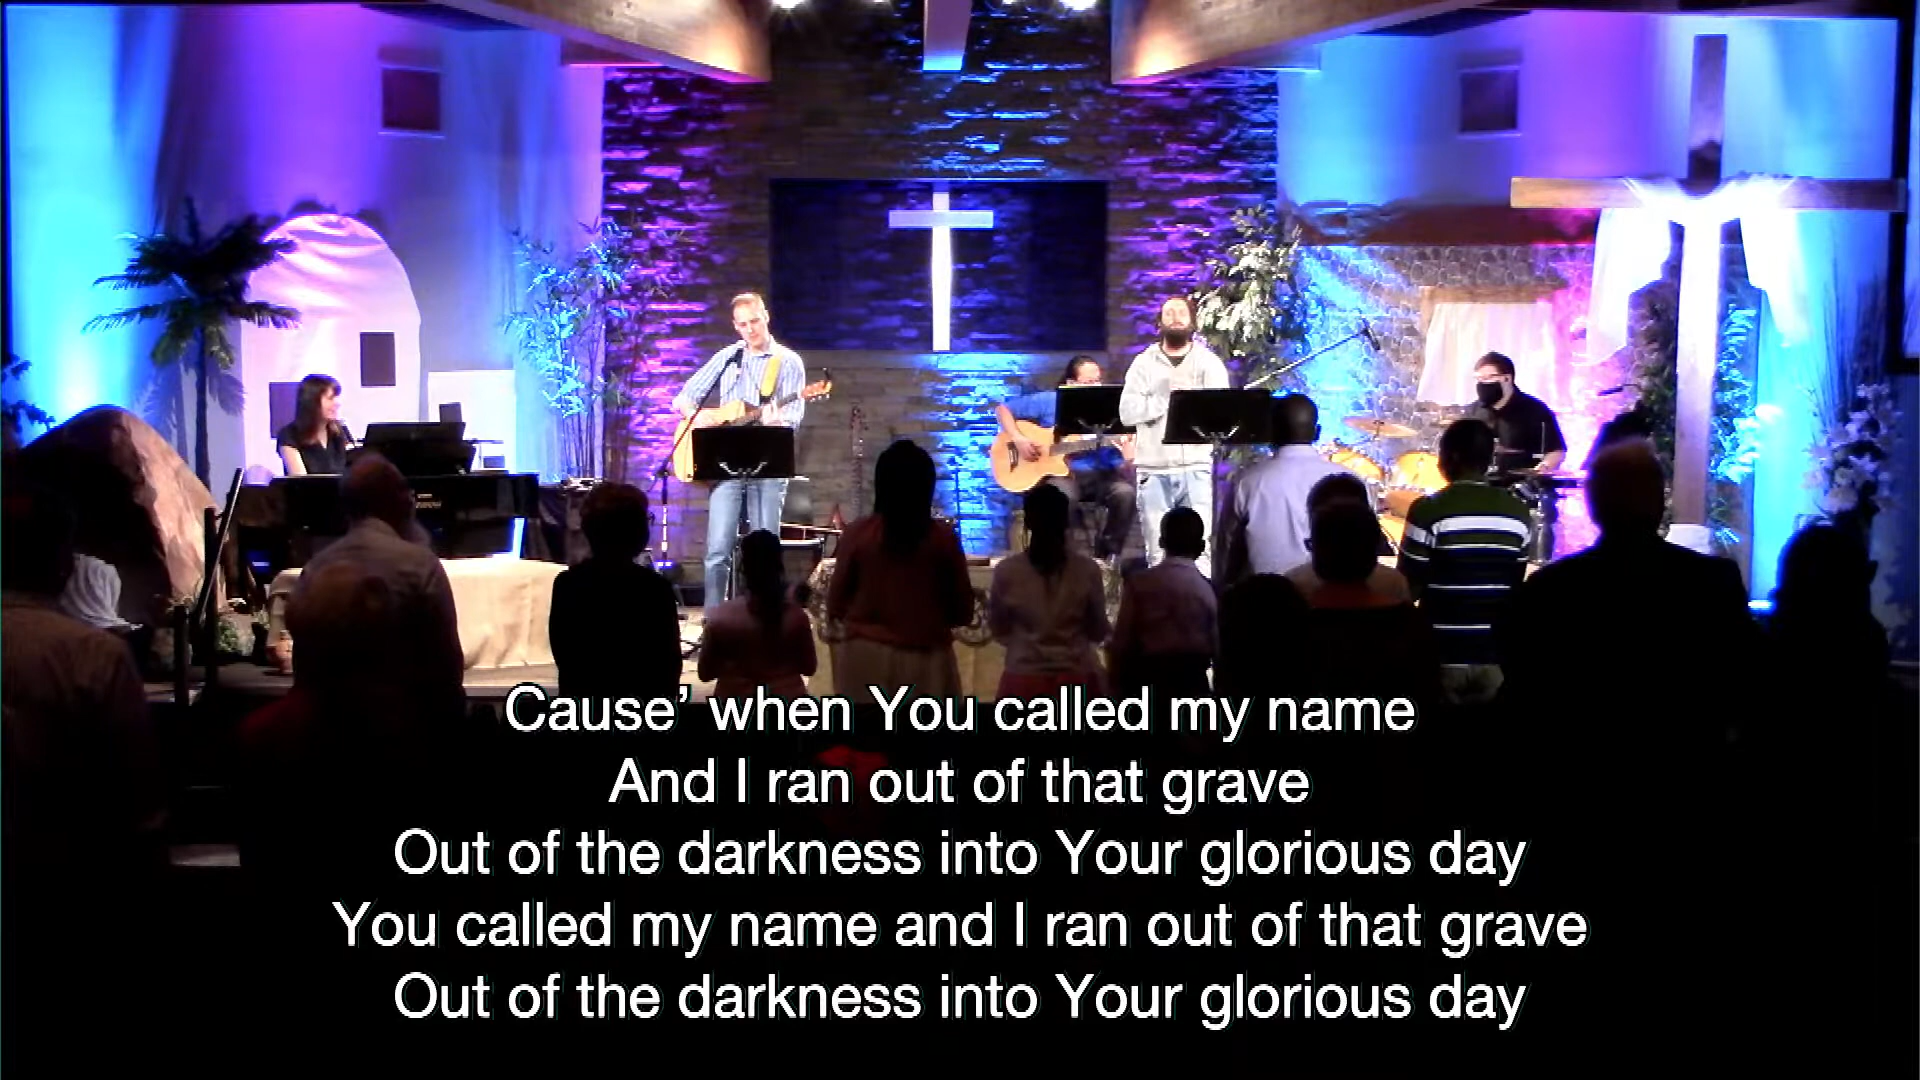 Cause’ when You called my name
And I ran out of that grave
Out of the darkness into Your glorious day
You called my name and I ran out of that grave
Out of the darkness into Your glorious day